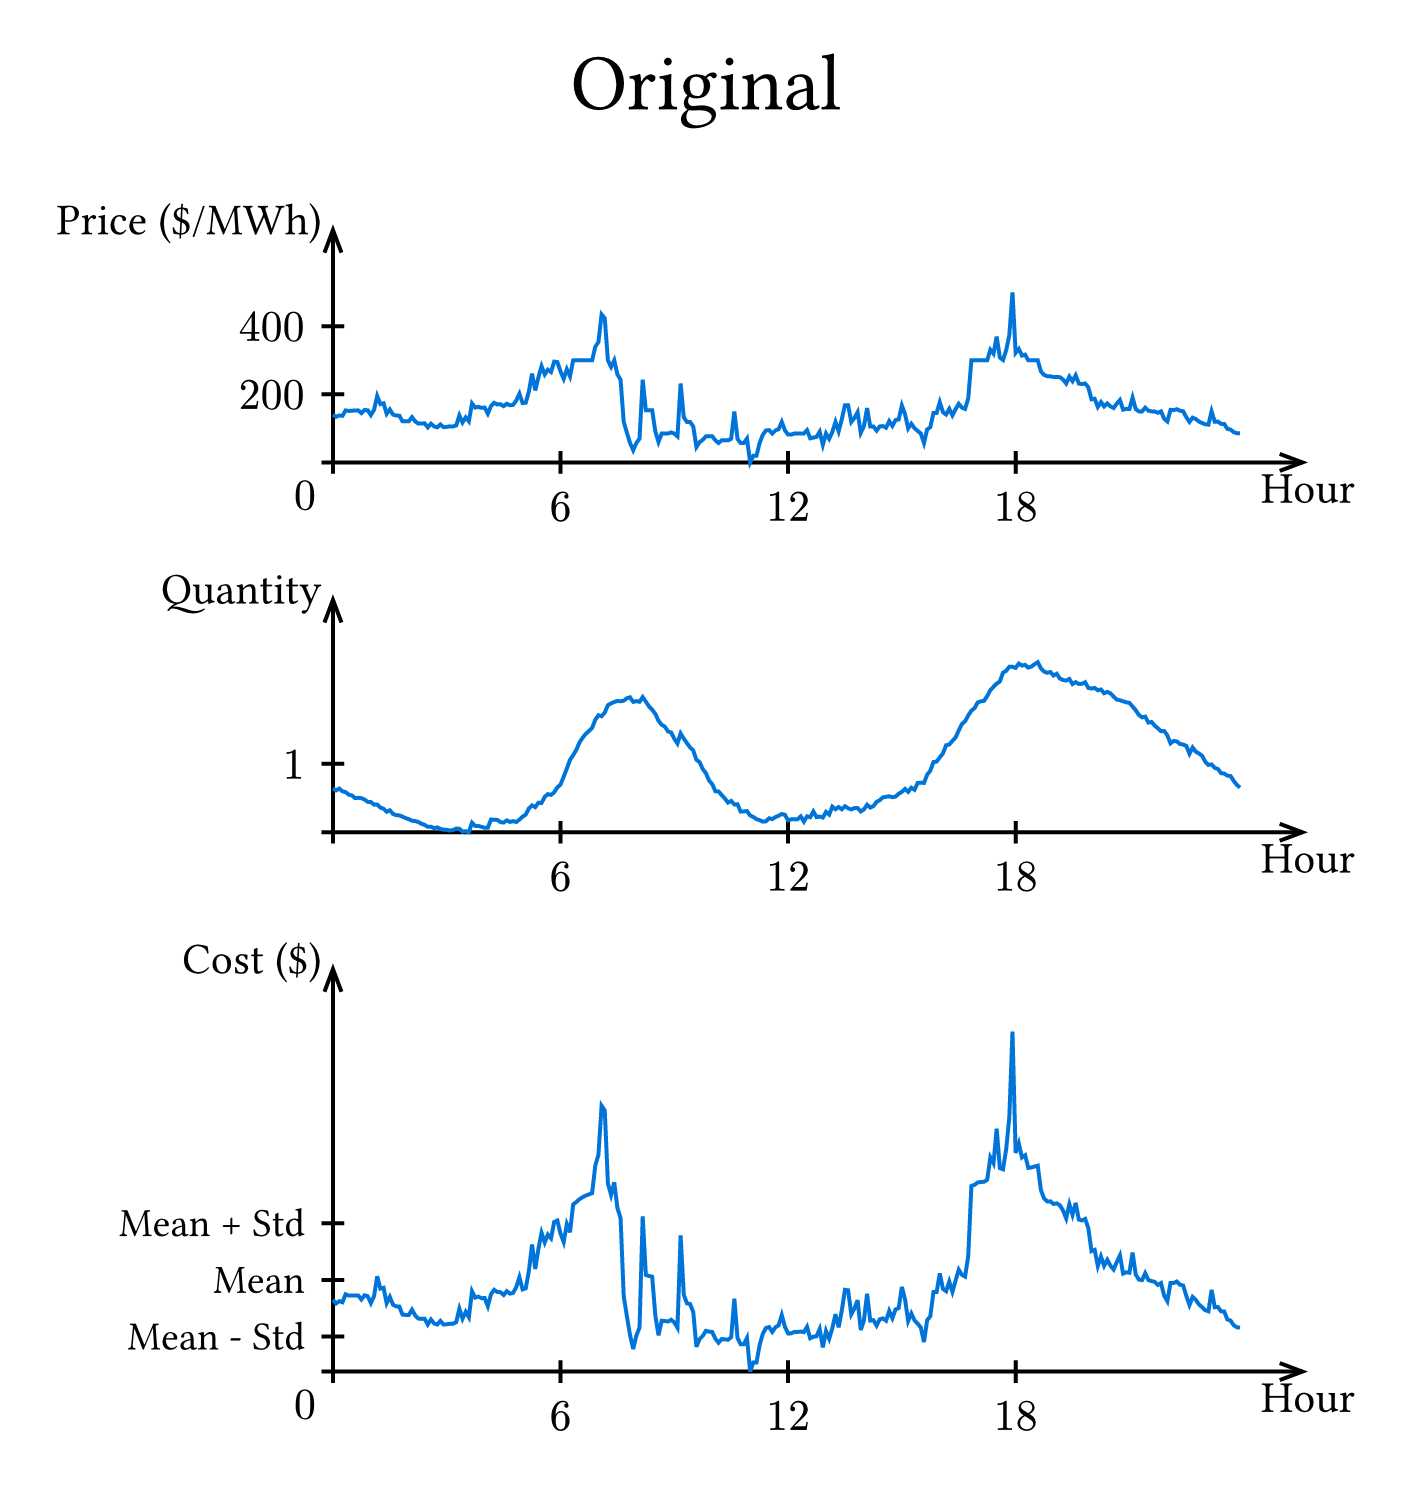 Original
Price ($/MWh)
400
200
0
6
12
18
Hour
Quantity
1
6
12
18
Hour
Cost ($)
Mean + Std
Mean
Mean - Std
0
6
12
18
Hour